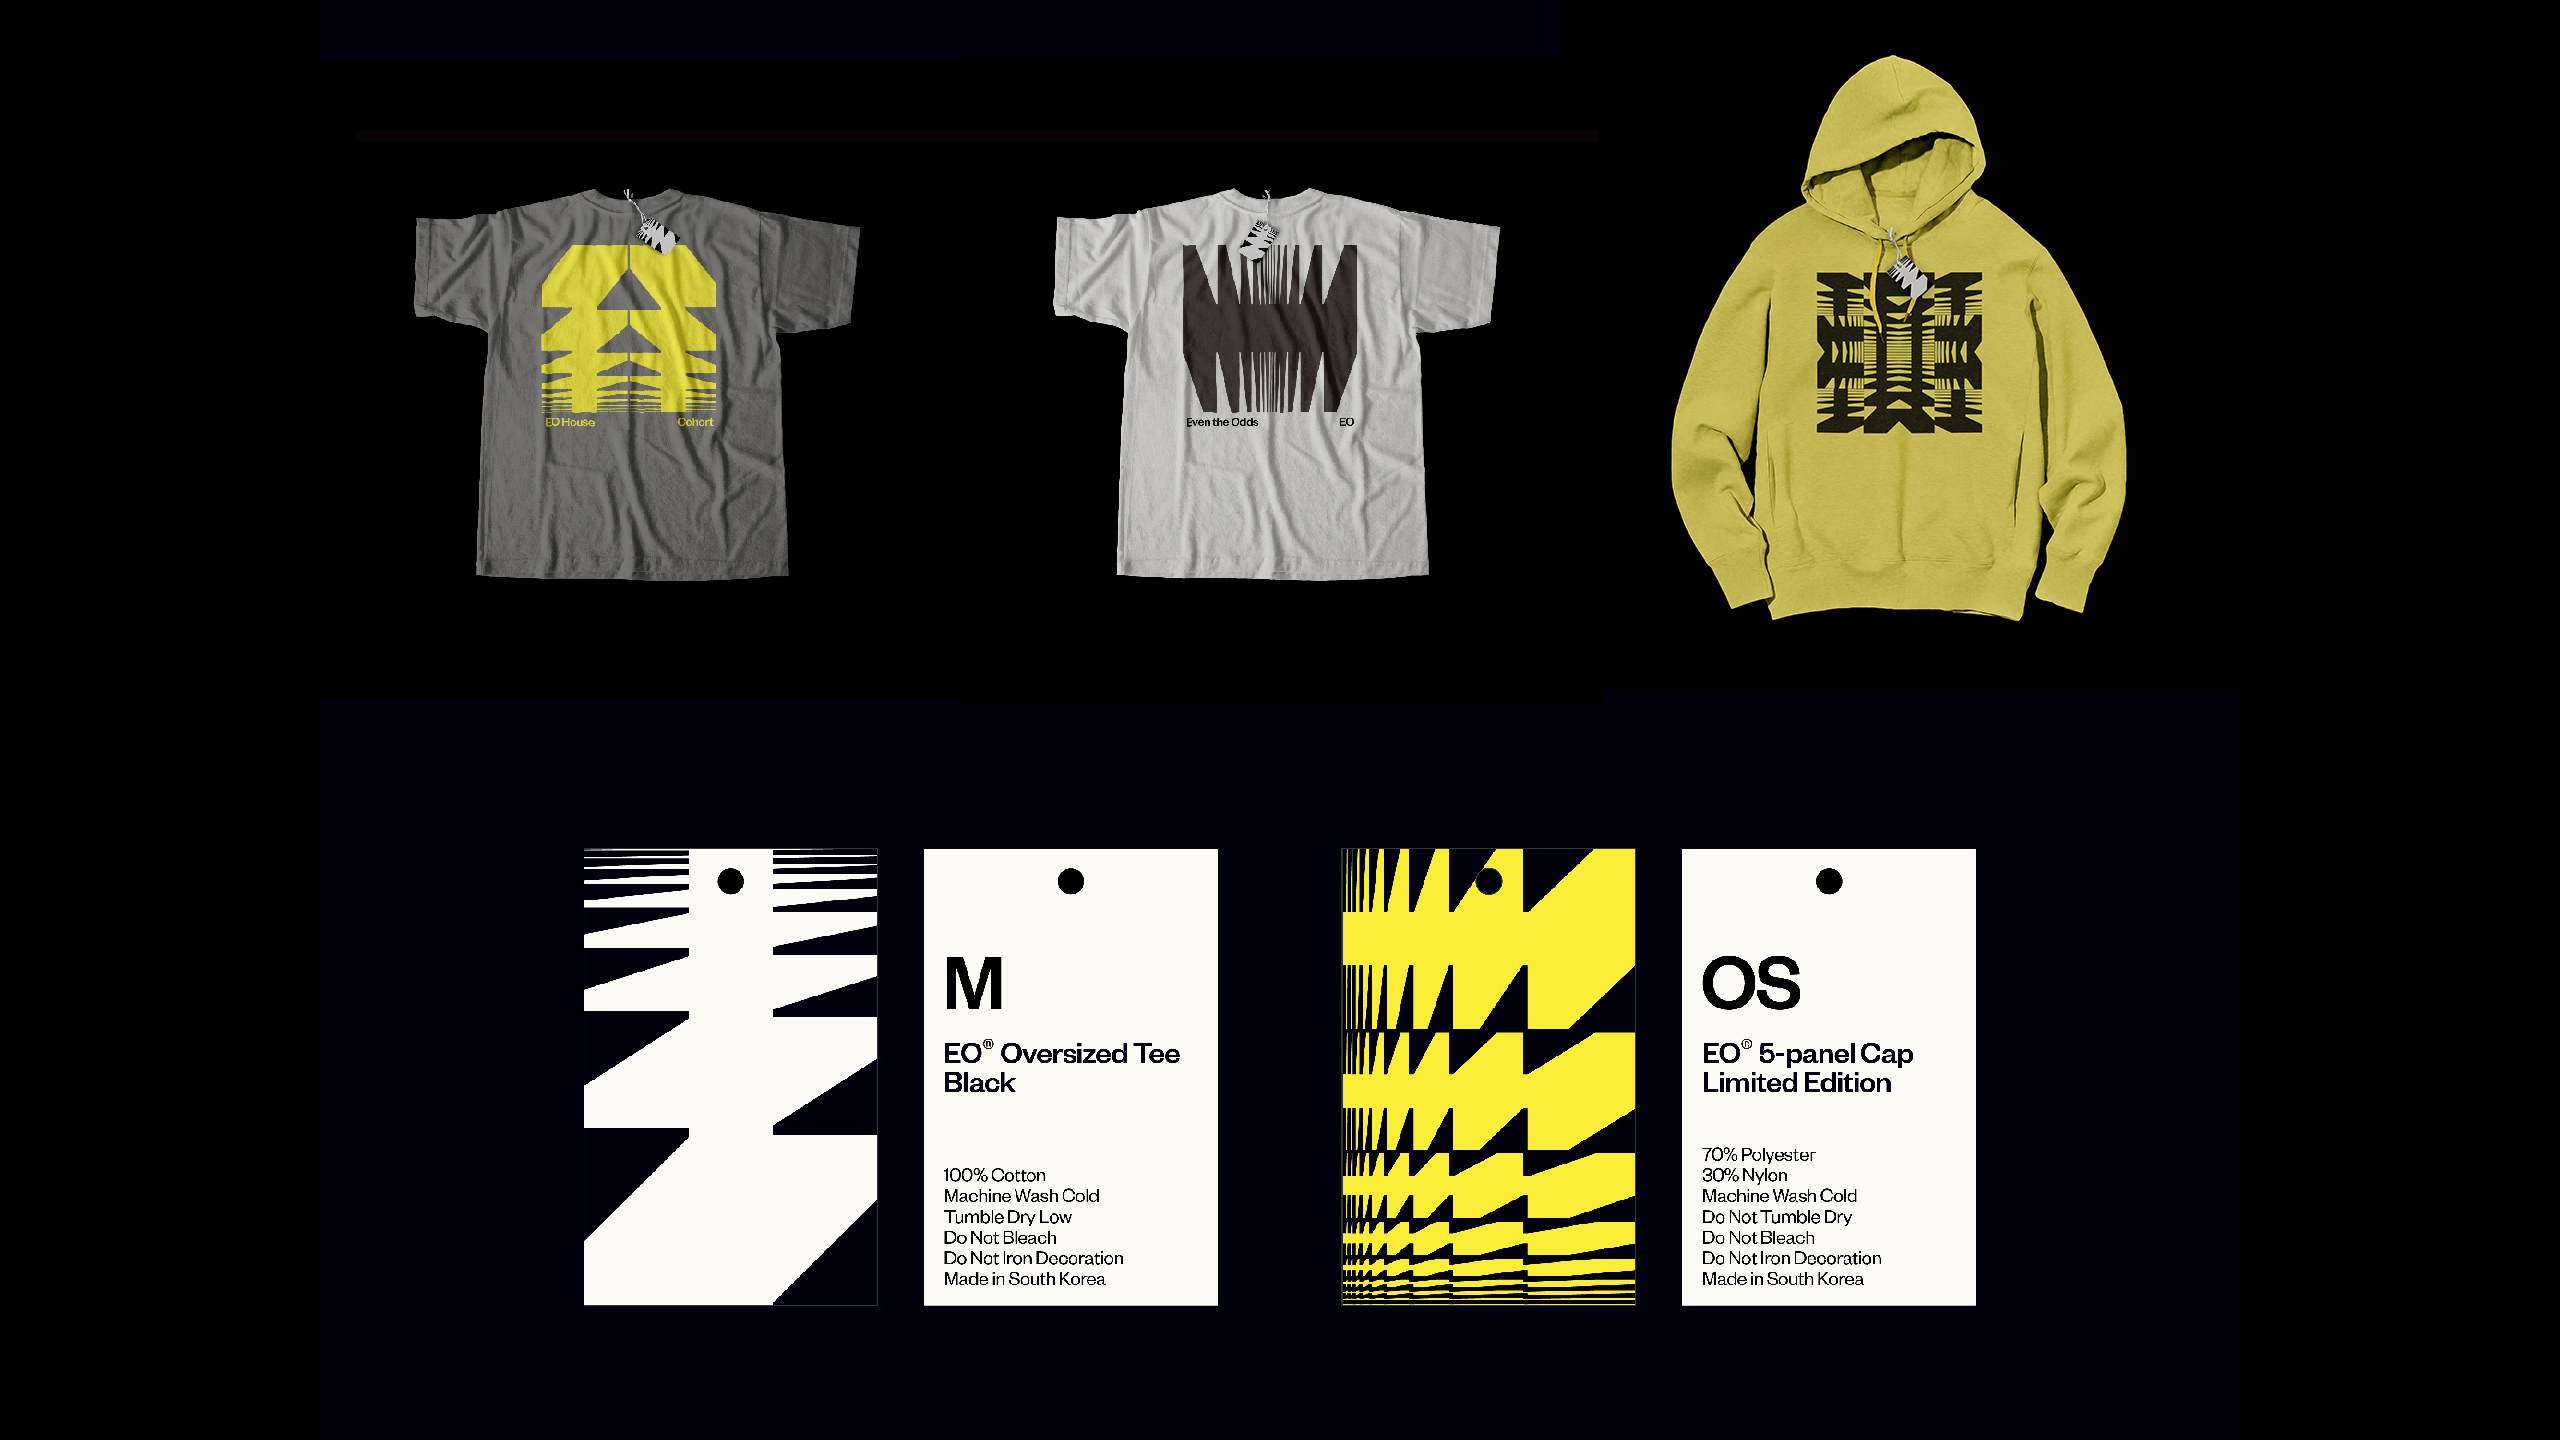 EO House
Cohort
Even the Odds
EO
M
EO® Oversized Tee
Black
100% Cotton
Machine Wash Cold
Tumble Dry Low
Do Not Bleach
Do Not Iron Decoration
Made in South Korea
OS
EO® 5-panel Cap
Limited Edition
70% Polyester
30% Nylon
Machine Wash Cold
Do Not Tumble Dry
Do Not Bleach
Do Not Iron Decoration
Made in South Korea